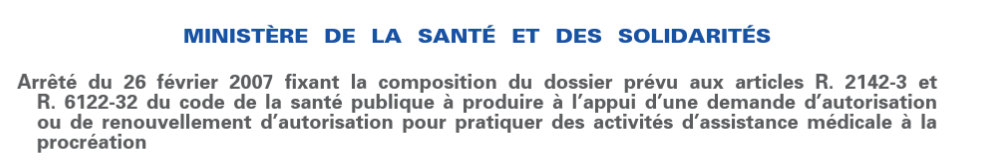 MINISTÈRE DE LA SANTÉ ET DES SOLIDARITÉS
Arrêté du 26 février 2007 fixant la composition du dossier prévu aux articles R. 2142-3 et
R. 6122-32 du code de la santé publique à produire à l’appui d’une demande d’autorisation
ou de renouvellement d’autorisation pour pratiquer des activités d’assistance médicale à la
procréation